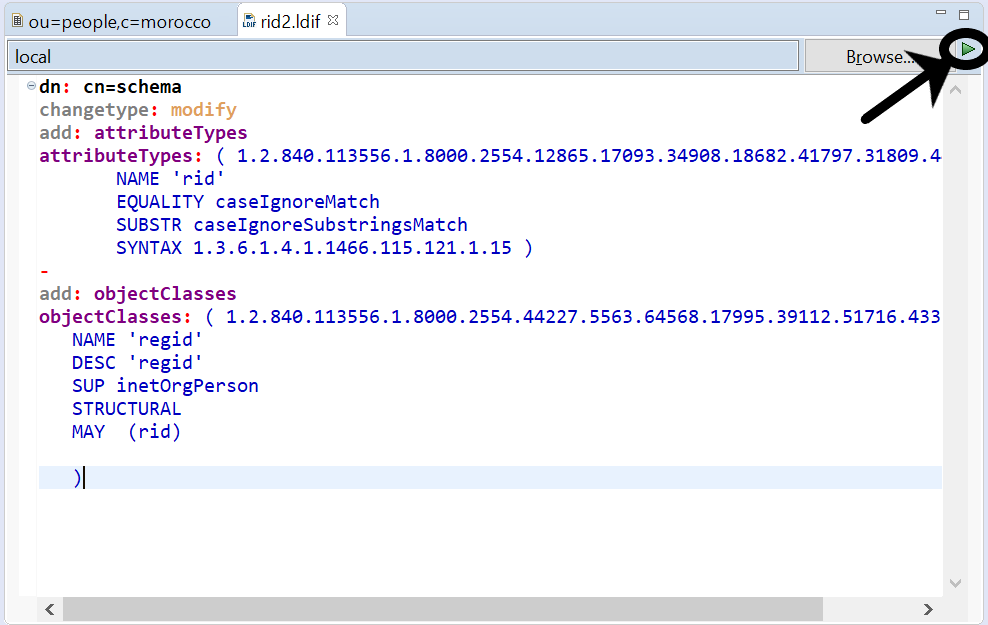 ou=people,c=morocco
LDIF rid2.ldif
local
Browse...
dn: cn=schema
changetype: modify
add: attributeTypes
attributeTypes: ( 1.2.840.113556.1.8000.2554.12865.17093.34908.18682.41797.31809.4
NAME 'rid'
EQUALITY caseIgnoreMatch
SUBSTR caseIgnoreSubstringsMatch
SYNTAX 1.3.6.1.4.1.1466.115.121.1.15 )
-
add: objectClasses
objectClasses: ( 1.2.840.113556.1.8000.2554.44227.5563.64568.17995.39112.51716.433
NAME 'regid'
DESC 'regid'
SUP inetOrgPerson
STRUCTURAL
MAY (rid)
)